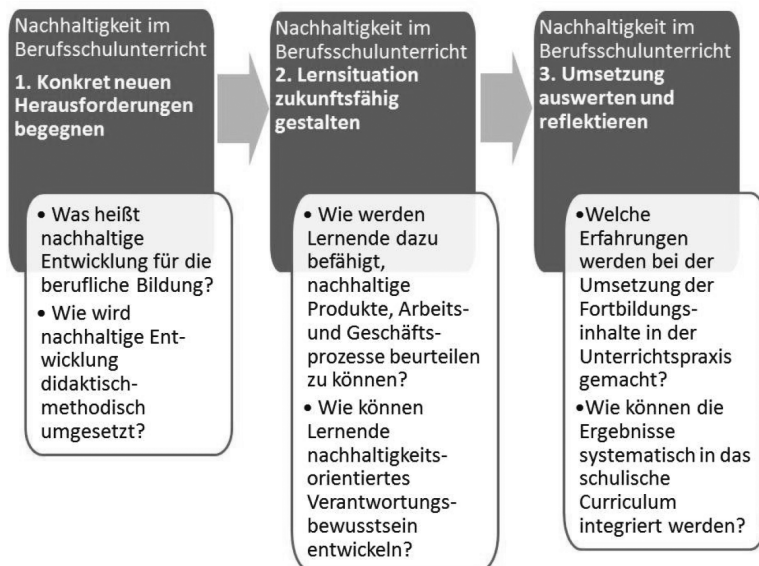 Nachhaltigkeit im
Berufsschulunterricht
1. Konkret neuen
Herausforderungen
begegnen
• Was heißt
nachhaltige
Entwicklung für die
berufliche Bildung?
• Wie wird
nachhaltige Ent-
wicklung
didaktisch-
methodisch
umgesetzt?
Nachhaltigkeit im
Berufsschulunterricht
2. Lernsituation
zukunftsfähig
gestalten
• Wie werden
Lernende dazu
befähigt,
nachhaltige
Produkte, Arbeits-
und Geschäfts-
prozesse beurteilen
zu können?
• Wie können
Lernende
nachhaltigkeits-
orientiertes
Verantwortungs-
bewusstsein
entwickeln?
Nachhaltigkeit im
Berufsschulunterricht
3. Umsetzung
auswerten und
reflektieren
•Welche
Erfahrungen
werden bei der
Umsetzung der
Fortbildungs-
inhalte in der
Unterrichtspraxis
gemacht?
•Wie können die
Ergebnisse
systematisch in das
schulische
Curriculum
integriert werden?